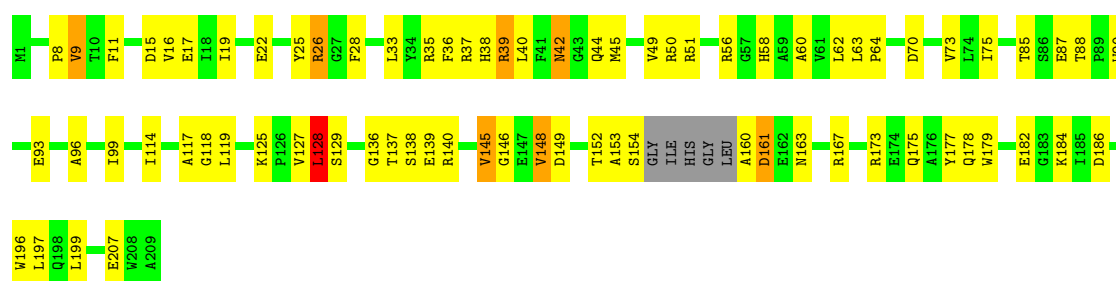 M1 P8 V9 T10 F11 D15 V16 E17 I18 I19 E22 Y25 R26 G27 F28 L33 Y34 R35 F36 R37 H38 R39 L40 F41 N42 G43 Q44 M45 V49 R50 R51 R56 G57 H58 A59 A60 V61 L62 L63 P64 D70 V73 L74 I75 T85 S86 E87 T88 P89
E93 A96 I99 I114 A117 G118 L119 K125 P126 V127 L128 S129 G136 T137 S138 E139 R140 V145 G146 E147 V148 D149 T152 A153 S154 GLY ILE HIS GLY LEU A160 D161 E162 N163 R167 R173 E174 Q175 A176 Y177 Q178 W179 E182 G183 K184 I185 D186
W196 L197 Q198 L199 E207 W208 A209